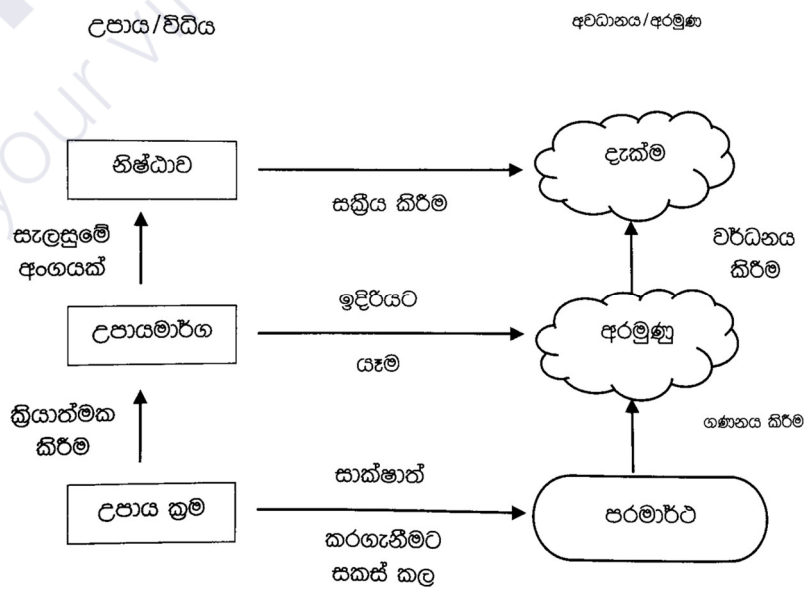 උපාය/විධිය
අවධානය/අරමුණ
නිෂ්ඨාව
සක්‍රීය කිරීම
දැක්ම
සැලසුමේ
අංගයක්
වර්ධනය
කිරීම
උපායමාර්ග
ඉදිරියට
යෑම
අරමුණු
ක්‍රියාත්මක
කිරීම
ගණනය කිරීම
උපාය ක්‍රම
සාක්ෂාත්
කරගැනීමට
සකස් කල
පරමාර්ථ
your